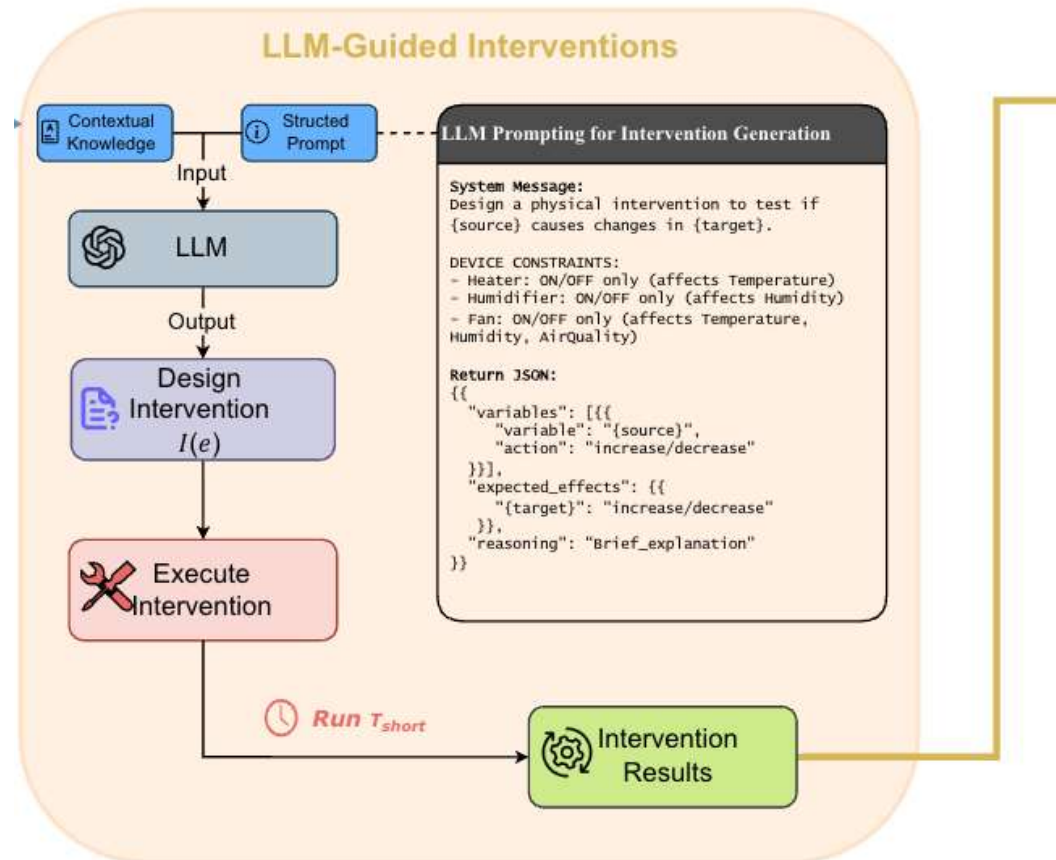 LLM-Guided Interventions
Contextual
Knowledge
Structed
Prompt
Input
LLM
Output
Design
Intervention
I(e)
Execute
Intervention
Run T_short
Intervention
Results
LLM Prompting for Intervention Generation
System Message:
Design a physical intervention to test if
{source} causes changes in {target}.
DEVICE CONSTRAINTS:
- Heater: ON/OFF only (affects Temperature)
- Humidifier: ON/OFF only (affects Humidity)
- Fan: ON/OFF only (affects Temperature,
Humidity, AirQuality)
Return JSON:
{{
"variables": [{{
"variable": "{source}",
"action": "increase/decrease"
}}],
"expected_effects": {{
"{target}": "increase/decrease"
}},
"reasoning": "Brief_explanation"
}}